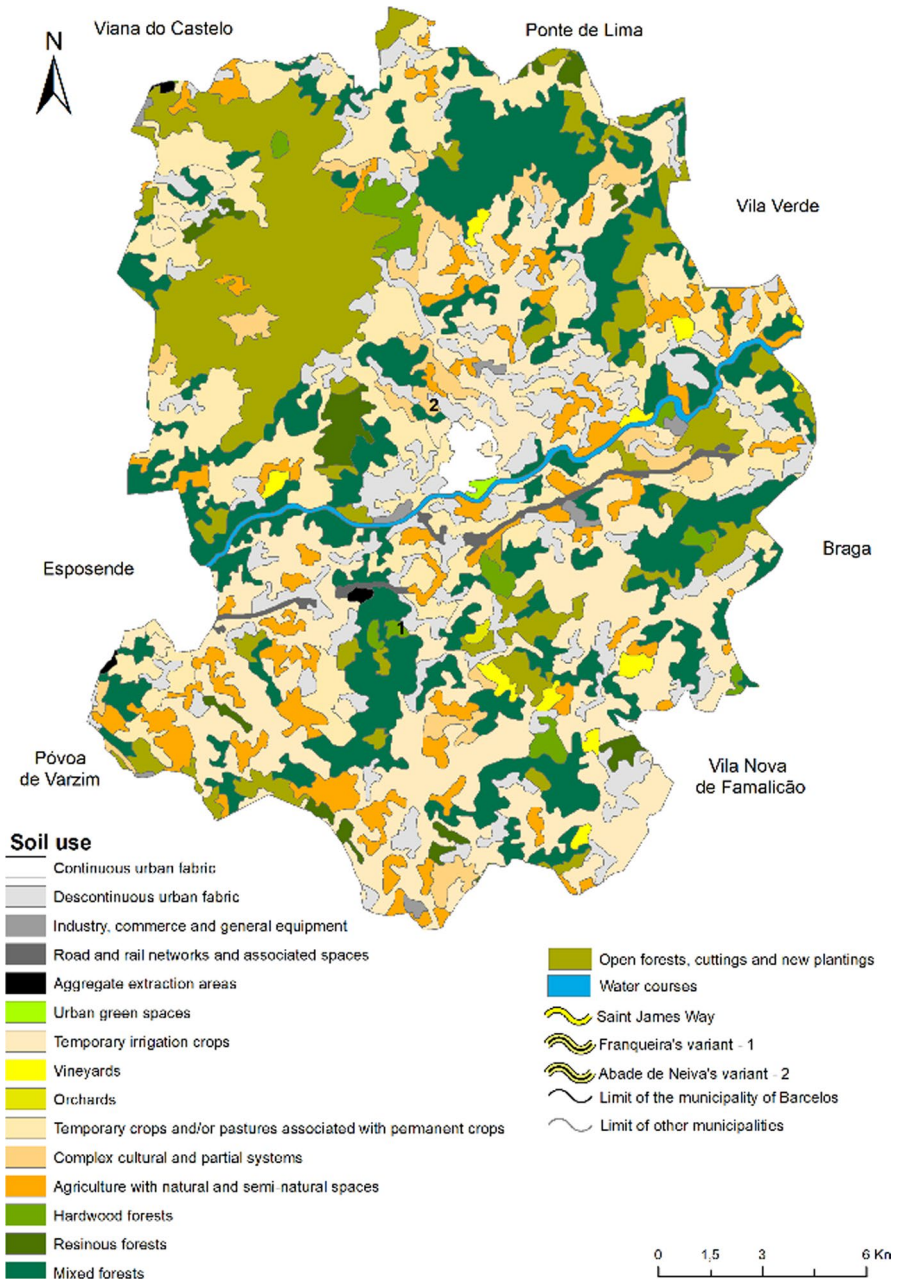 Viana do Castelo
Ponte de Lima
N
Vila Verde
2
Braga
Esposende
1
Póvoa
de Varzim
Vila Nova
de Famalicão
Soil use
Continuous urban fabric
Descontinuous urban fabric
Industry, commerce and general equipment
Road and rail networks and associated spaces
Aggregate extraction areas
Urban green spaces
Temporary irrigation crops
Vineyards
Orchards
Temporary crops and/or pastures associated with permanent crops
Complex cultural and partial systems
Agriculture with natural and semi-natural spaces
Hardwood forests
Resinous forests
Mixed forests
Open forests, cuttings and new plantings
Water courses
Saint James Way
Franqueira's variant - 1
Abade de Neiva's variant - 2
Limit of the municipality of Barcelos
Limit of other municipalities
0 1,5 3 6 Kn